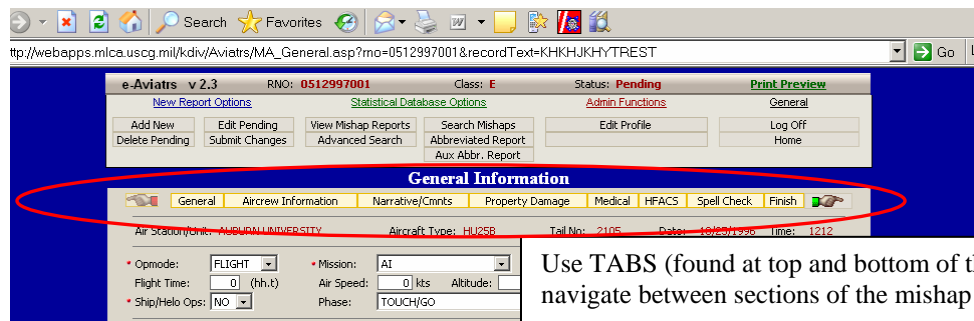 Search Favorites
ttp://webapps.mlca.uscg.mil/kdiv/Aviatrs/MA_General.asp?rno=0512997001&recordText=KHKHJKHYTREST Go
e-Aviatrs v 2.3 RNO: 0512997001 Class: E Status: Pending Print Preview
New Report Options Statistical Database Options Admin Functions General
Add New Edit Pending View Mishap Reports Search Mishaps Edit Profile Log Off
Delete Pending Submit Changes Advanced Search Abbreviated Report Home
Aux Abbr. Report
General Information
General Aircrew Information Narrative/Cmnts Property Damage Medical HFACS Spell Check Finish
Air Station/Unit: AUBURN UNIVERSITY Aircraft Type: HU25B Tail No: 2105 Date: 10/25/1996 Time: 1212
* Opmode: FLIGHT * Mission: AI
Flight Time: 0 (hh.t) Air Speed: 0 kts Altitude:
* Ship/Helo Ops: NO Phase: TOUCH/GO
Use TABS (found at top and bottom of t
navigate between sections of the mishap